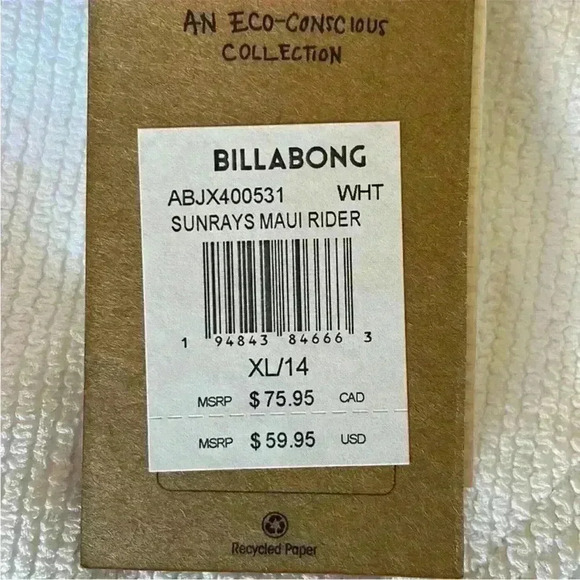 AN ECO-CONSCIOUS
COLLECTION
BILLABONG
ABJX400531 WHT
SUNRAYS MAUI RIDER
1 94843 84666 3
XL/14
MSRP $75.95 CAD
MSRP $59.95 USD
Recycled Paper